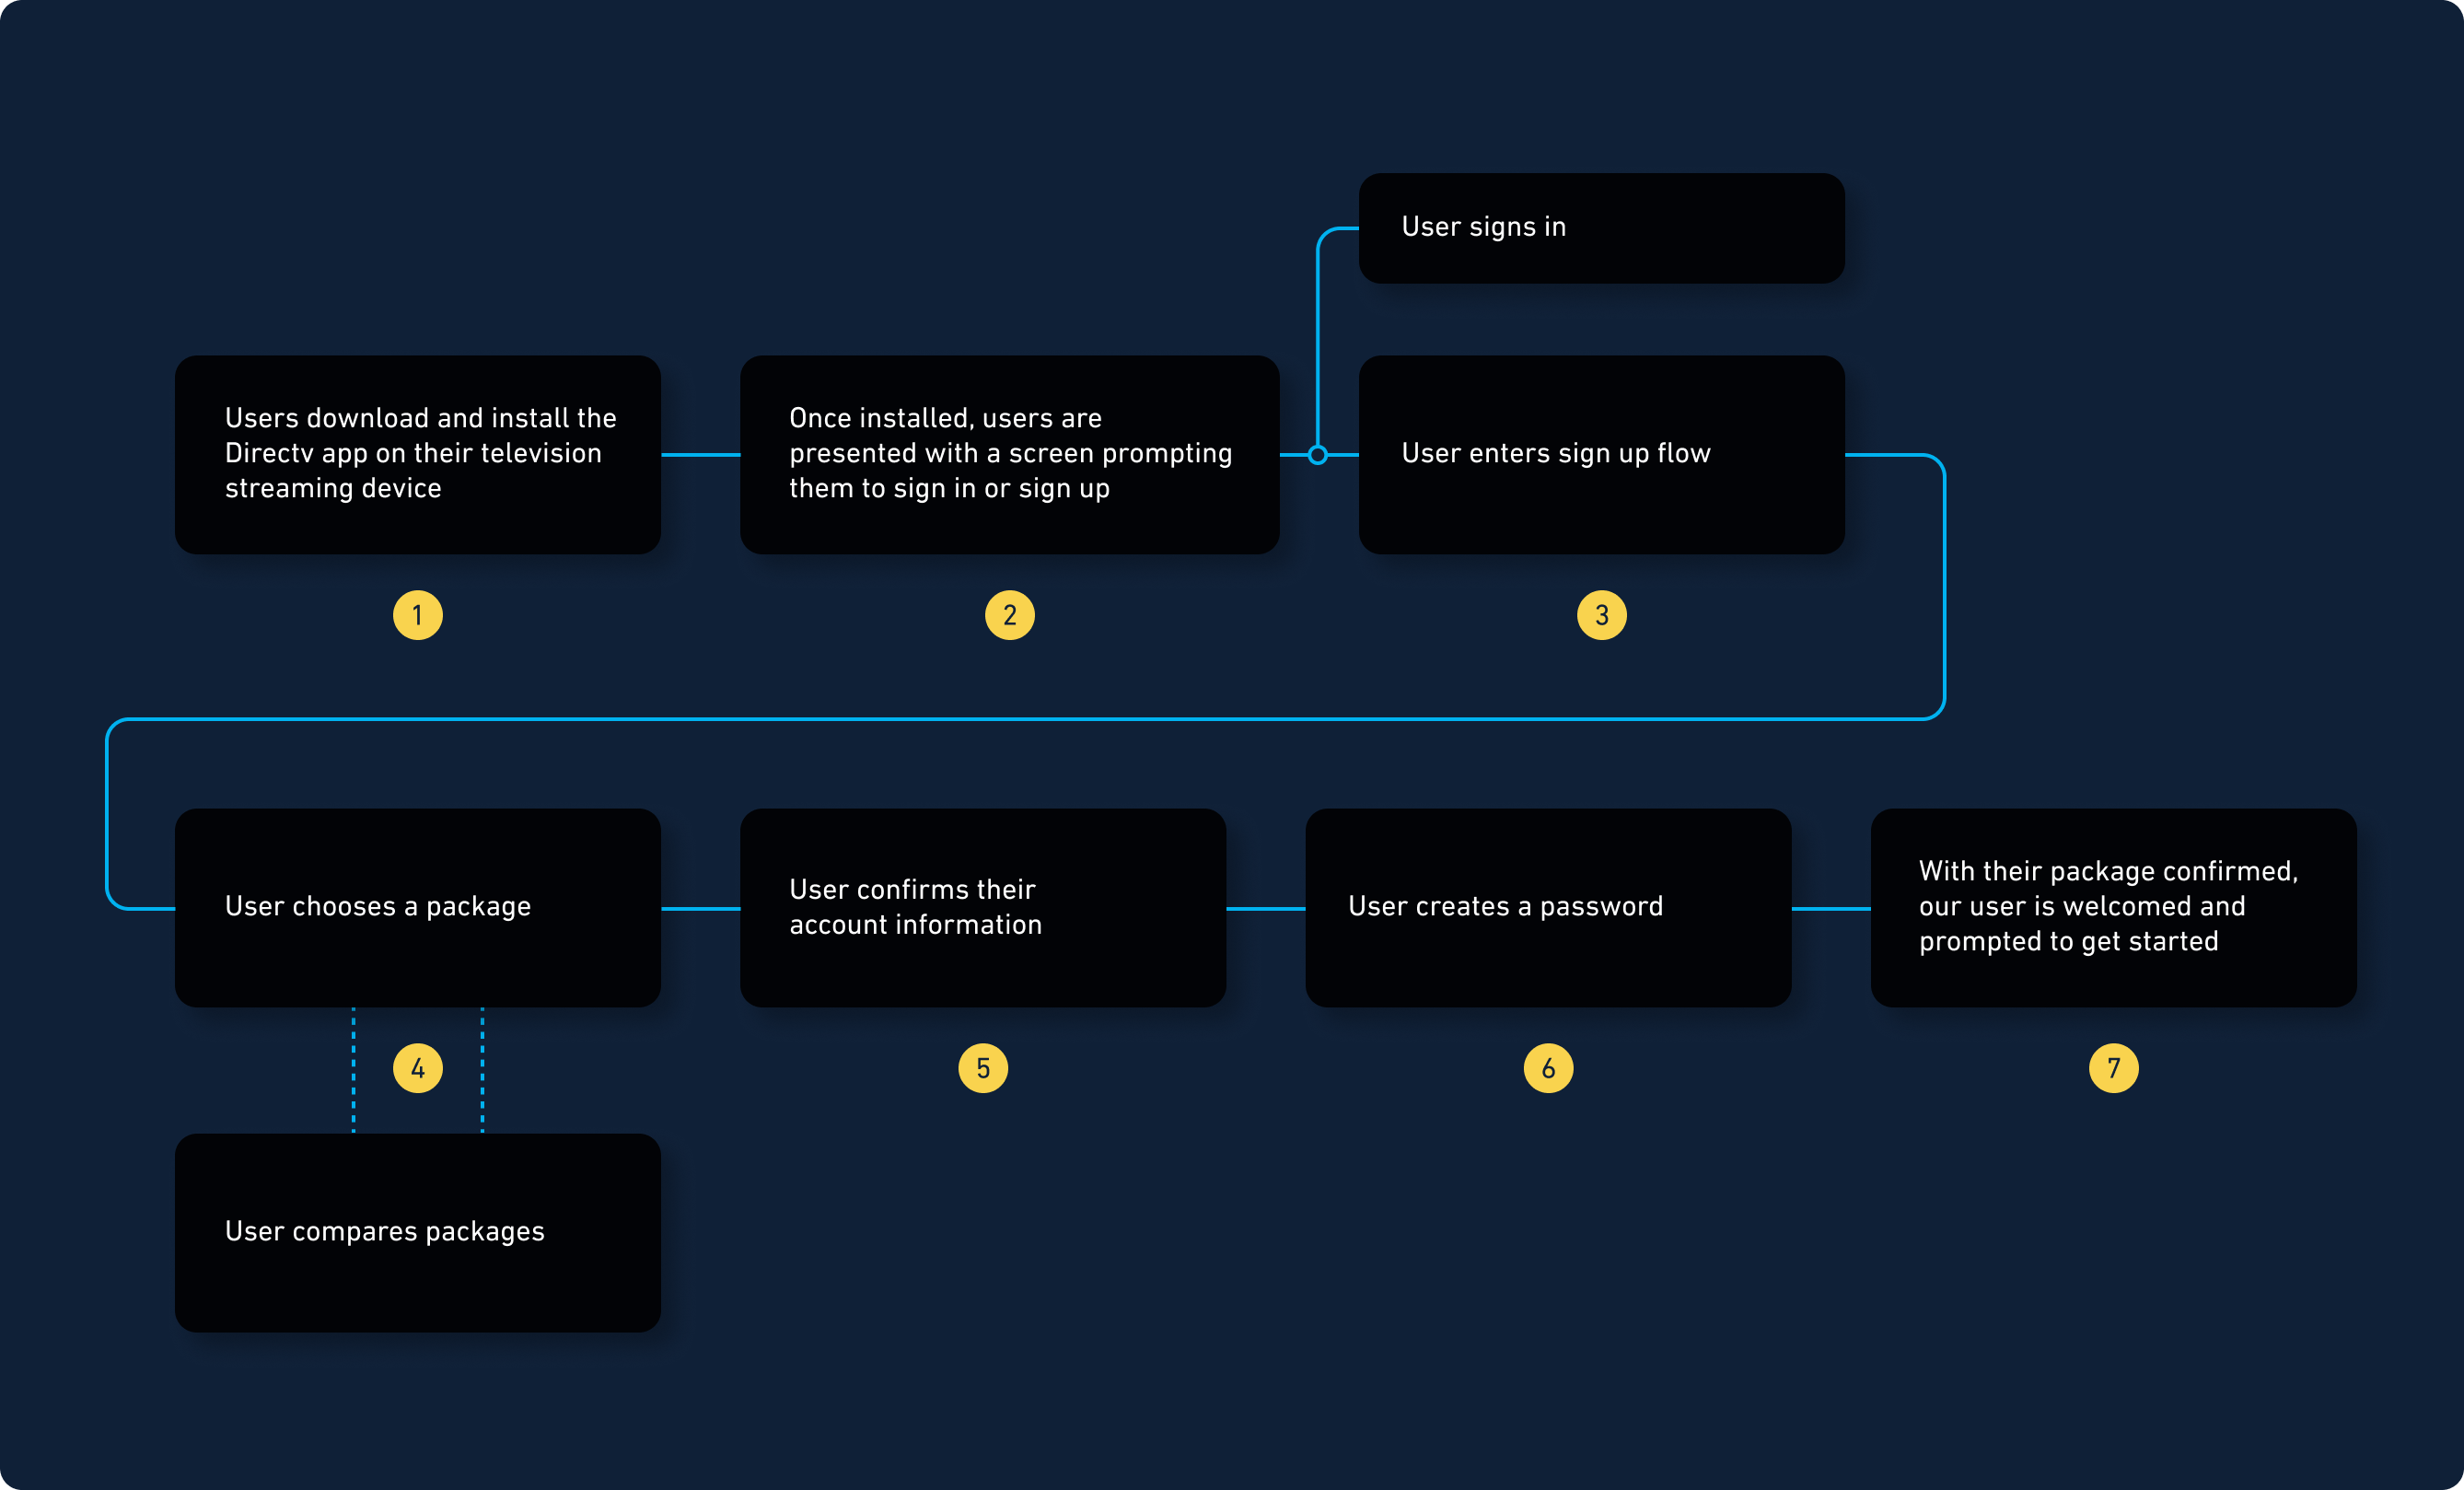 User signs in
Users download and install the
Directv app on their television
streaming device
Once installed, users are
presented with a screen prompting
them to sign in or sign up
User enters sign up flow
1
2
3
User chooses a package
User confirms their
account information
User creates a password
With their package confirmed,
our user is welcomed and
prompted to get started
4
5
6
7
User compares packages